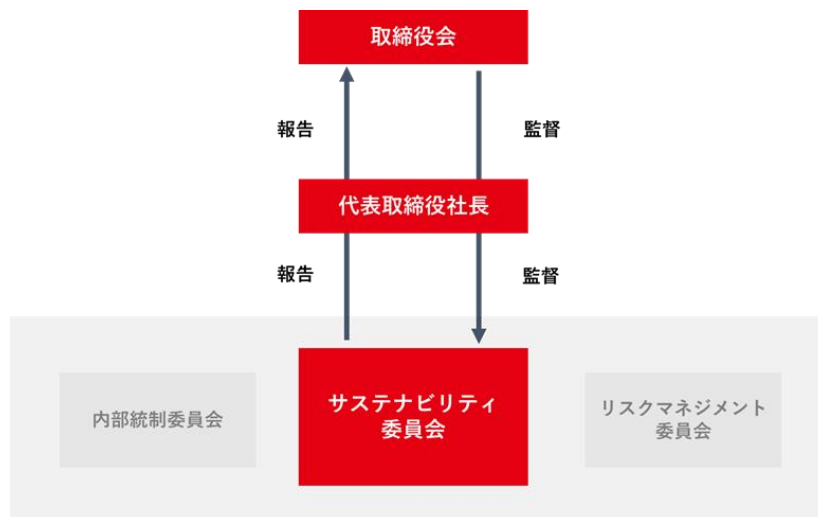 取締役会
報告
監督
代表取締役社長
報告
監督
内部統制委員会
サステナビリティ
委員会
リスクマネジメント
委員会